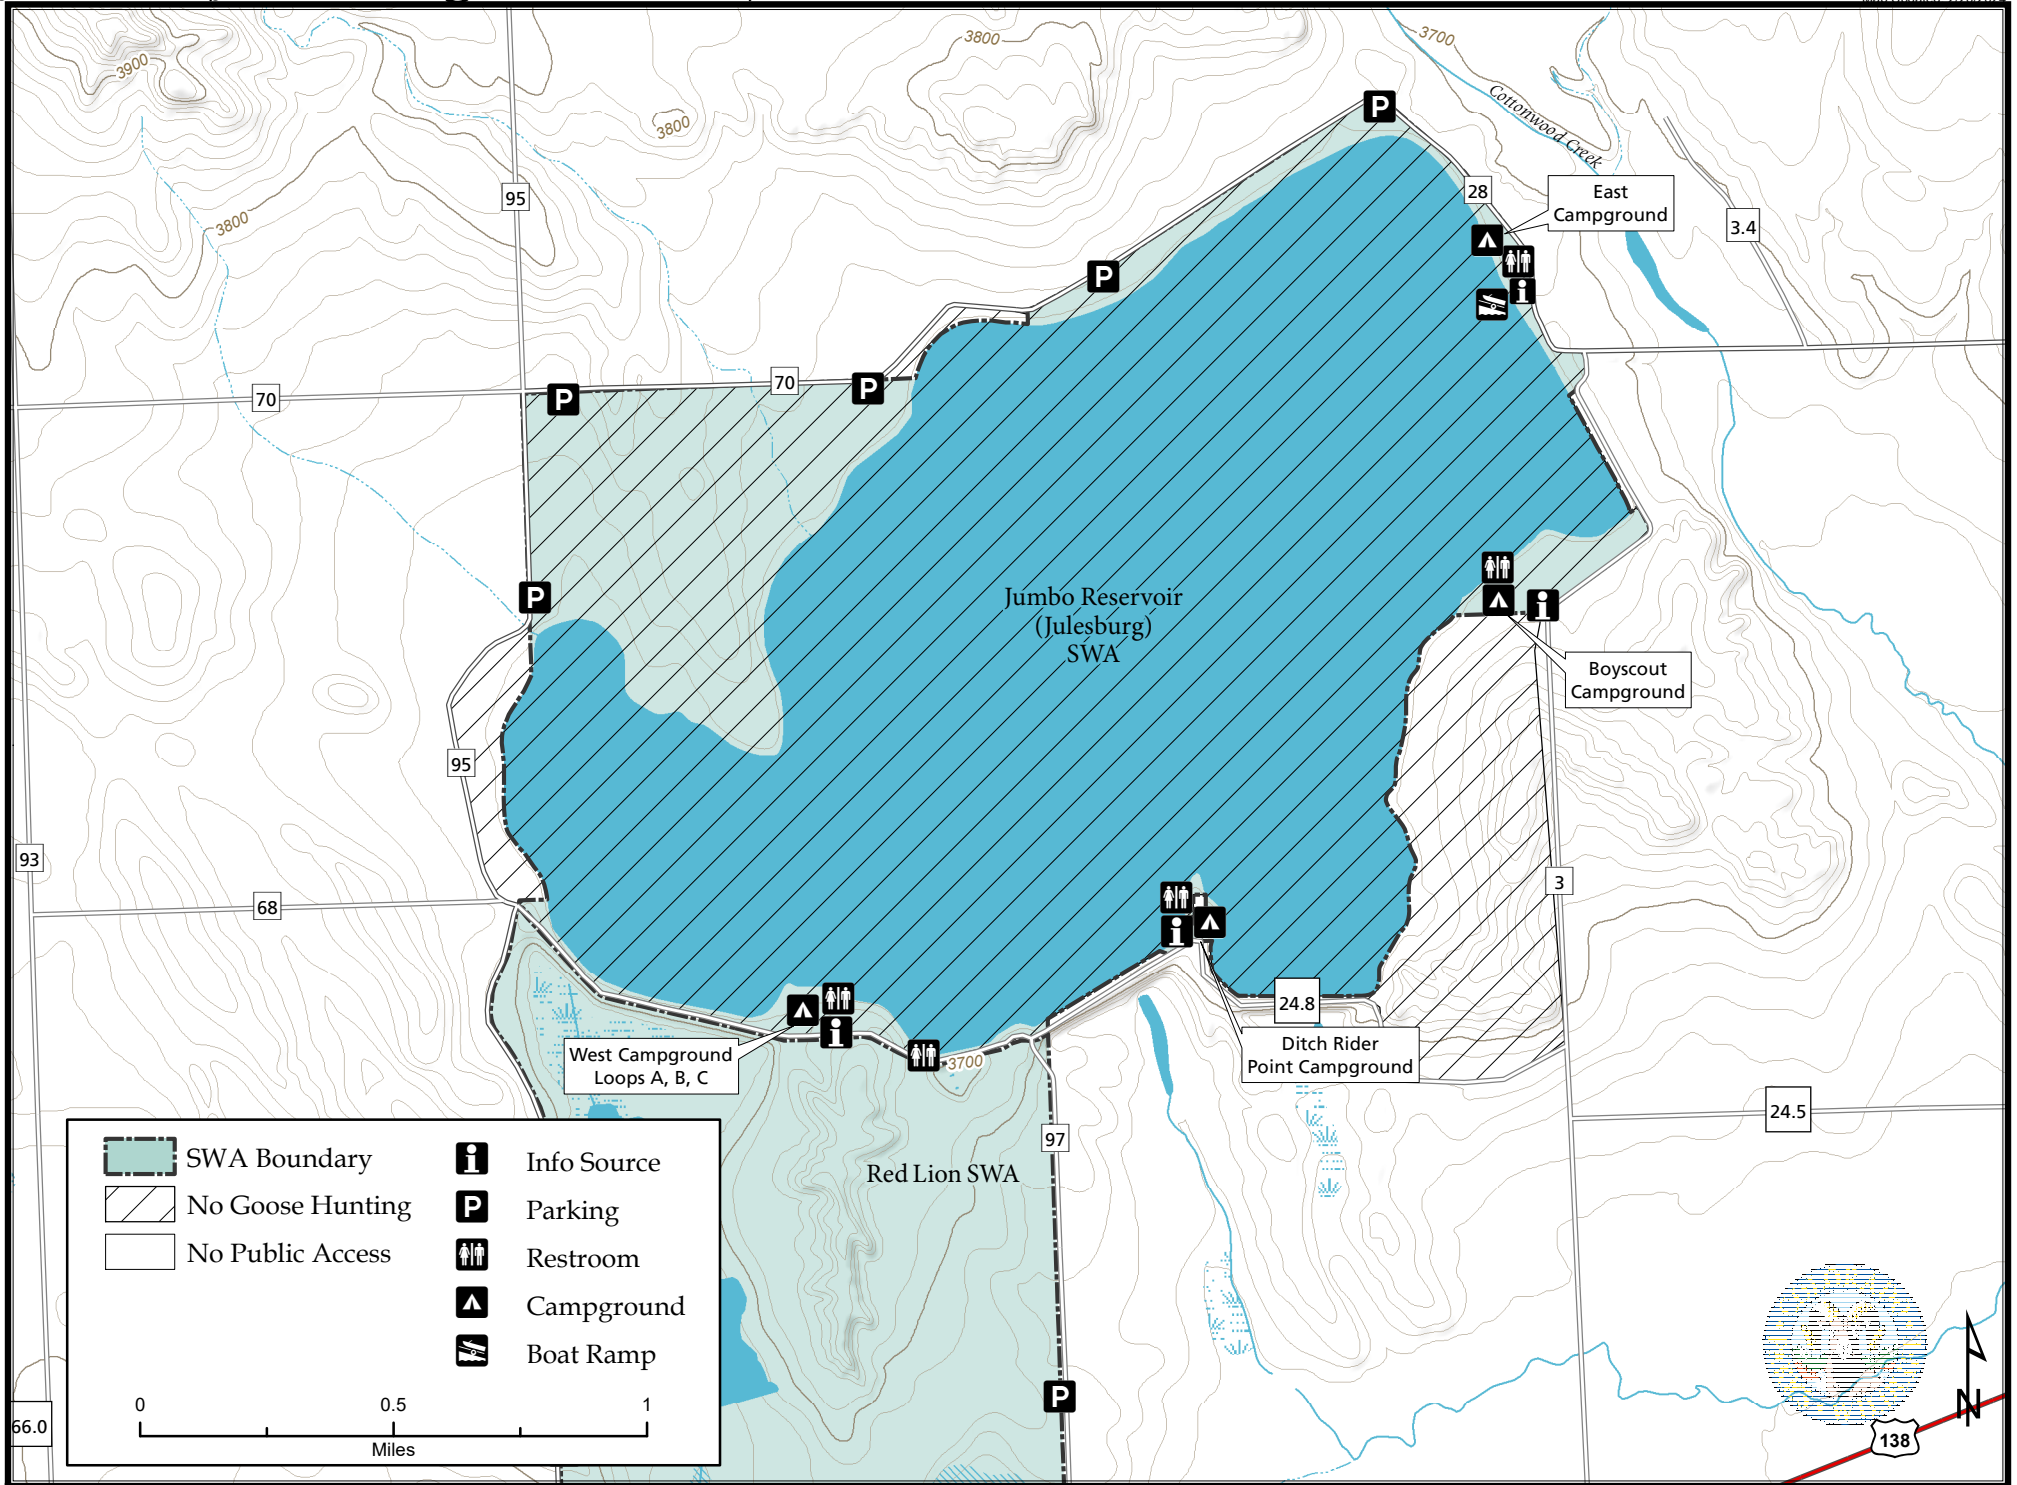 3900
3800
3700
3800
Cottonwood Creek
95
28
East
Campground
3.4
3800
70
70
Jumbo Reservoir
(Julesburg)
SWA
Boyscout
Campground
95
93
68
3
24.8
West Campground
Loops A, B, C
3700
Ditch Rider
Point Campground
24.5
97
Red Lion SWA
SWA Boundary
No Goose Hunting
No Public Access
Info Source
P Parking
Restroom
Campground
Boat Ramp
0 0.5 1
Miles
66.0
N
138
P
P
P
P
P
P